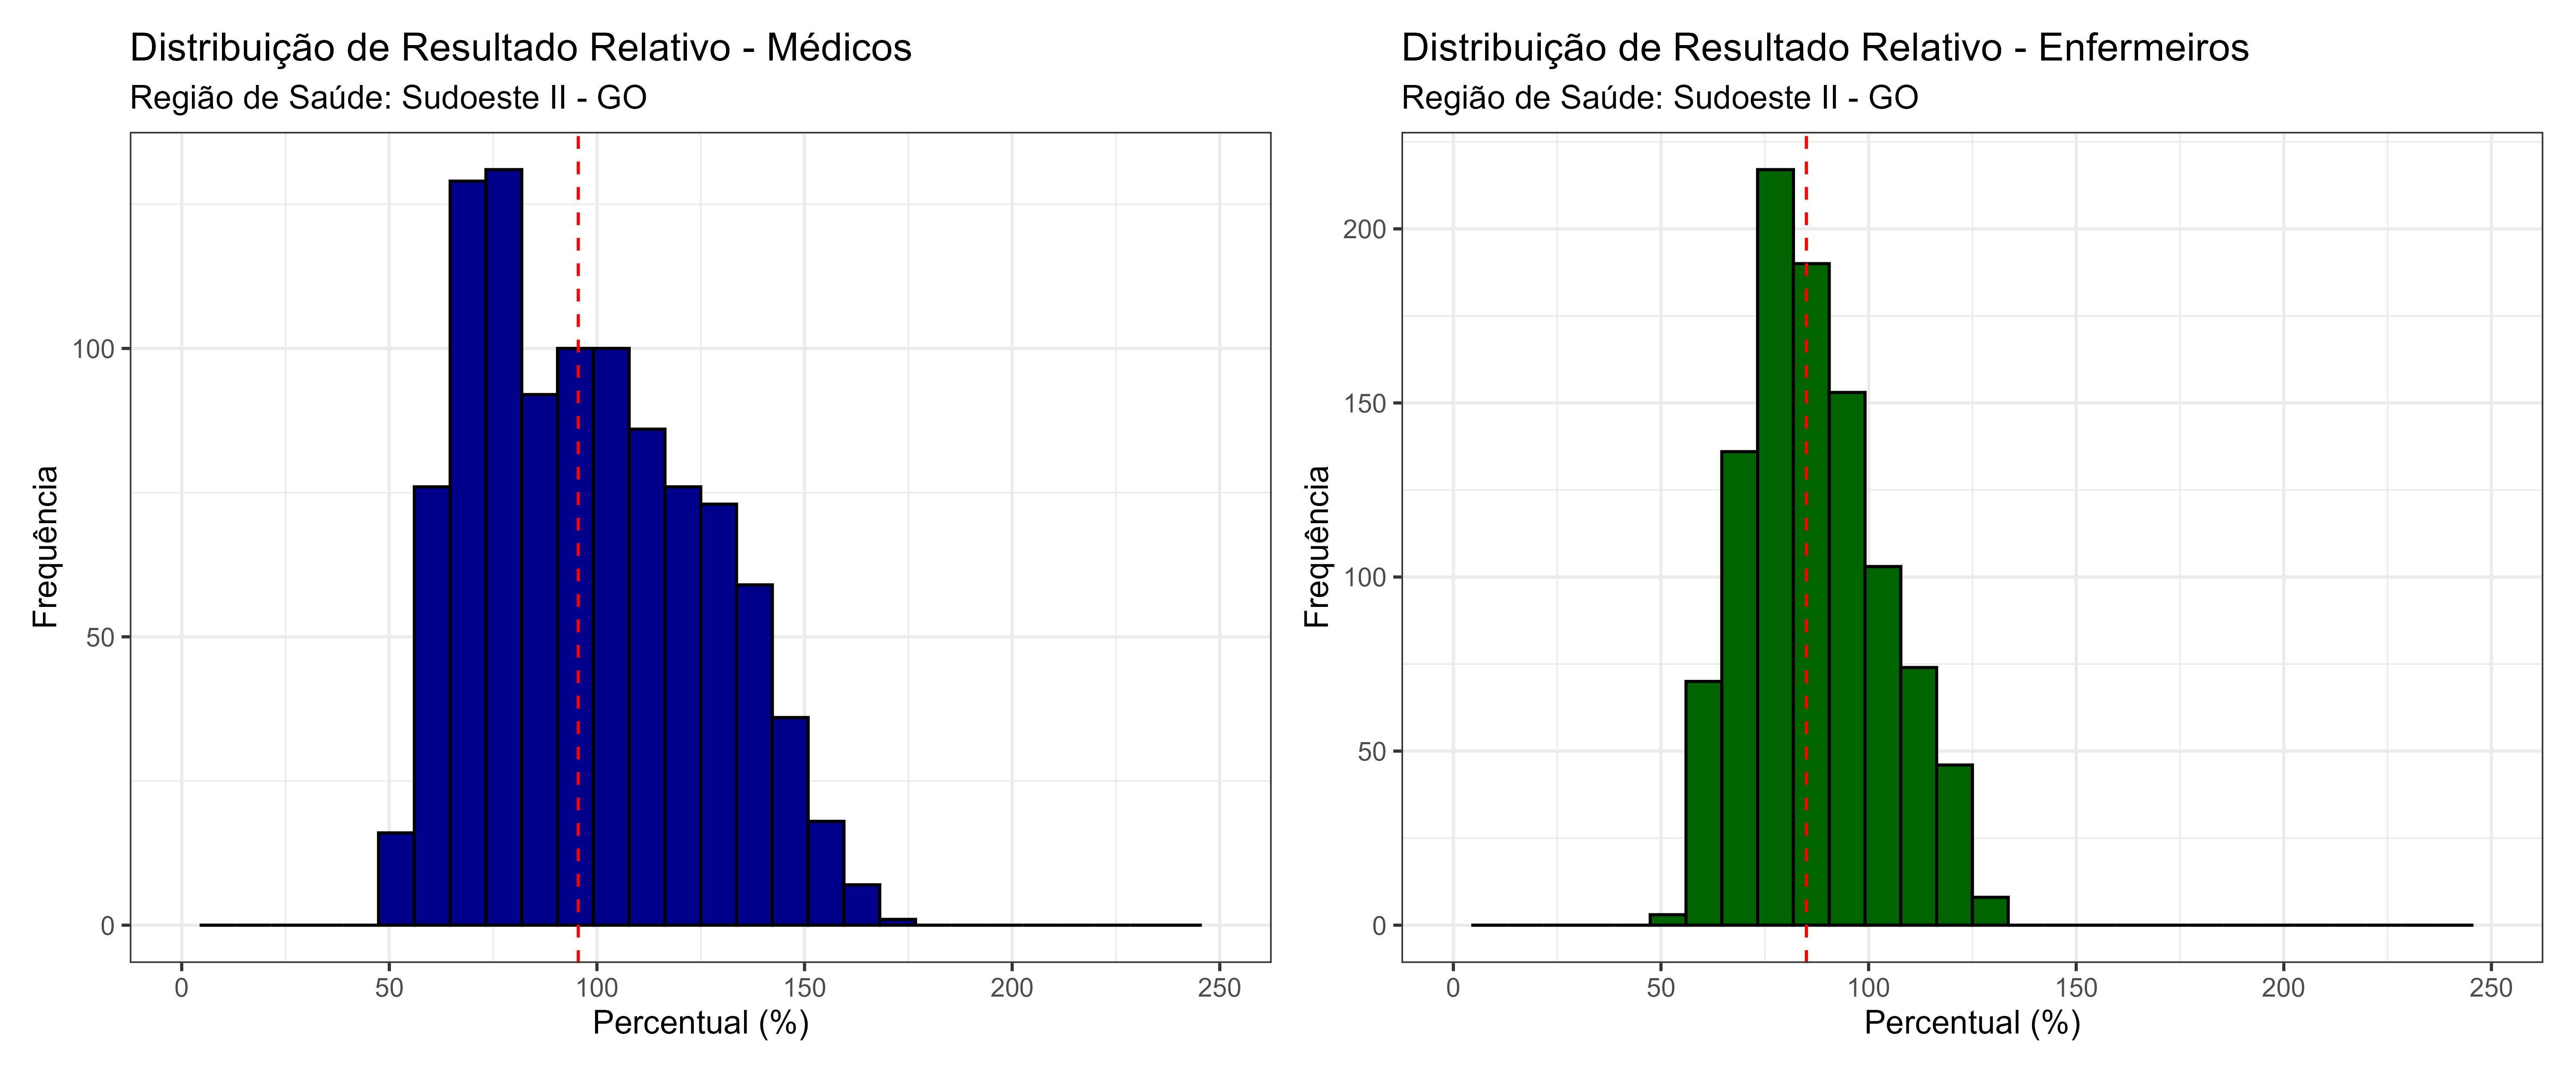 Distribuição de Resultado Relativo - Médicos
Região de Saúde: Sudoeste II - GO
Frequência
100
50
0
0 50 100 150 200 250
Percentual (%)
Distribuição de Resultado Relativo - Enfermeiros
Região de Saúde: Sudoeste II - GO
Frequência
200
150
100
50
0
0 50 100 150 200 250
Percentual (%)